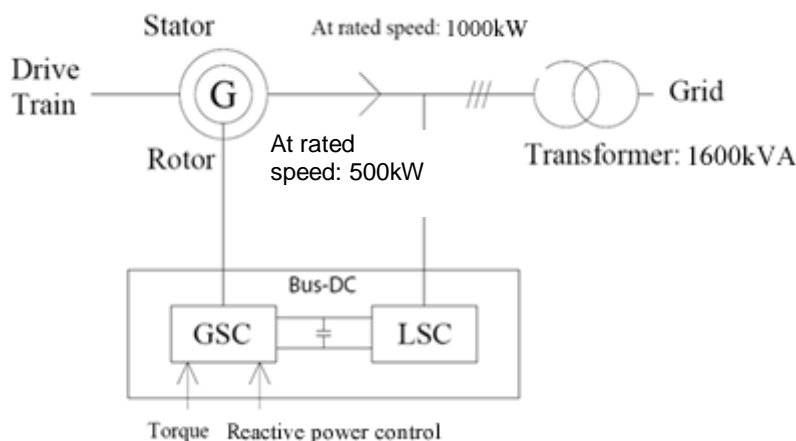 Stator
At rated speed: 1000kW
Drive
Train
G
Grid
Rotor
At rated
speed: 500kW
Transformer: 1600kVA
Bus-DC
GSC
LSC
Torque
Reactive power control